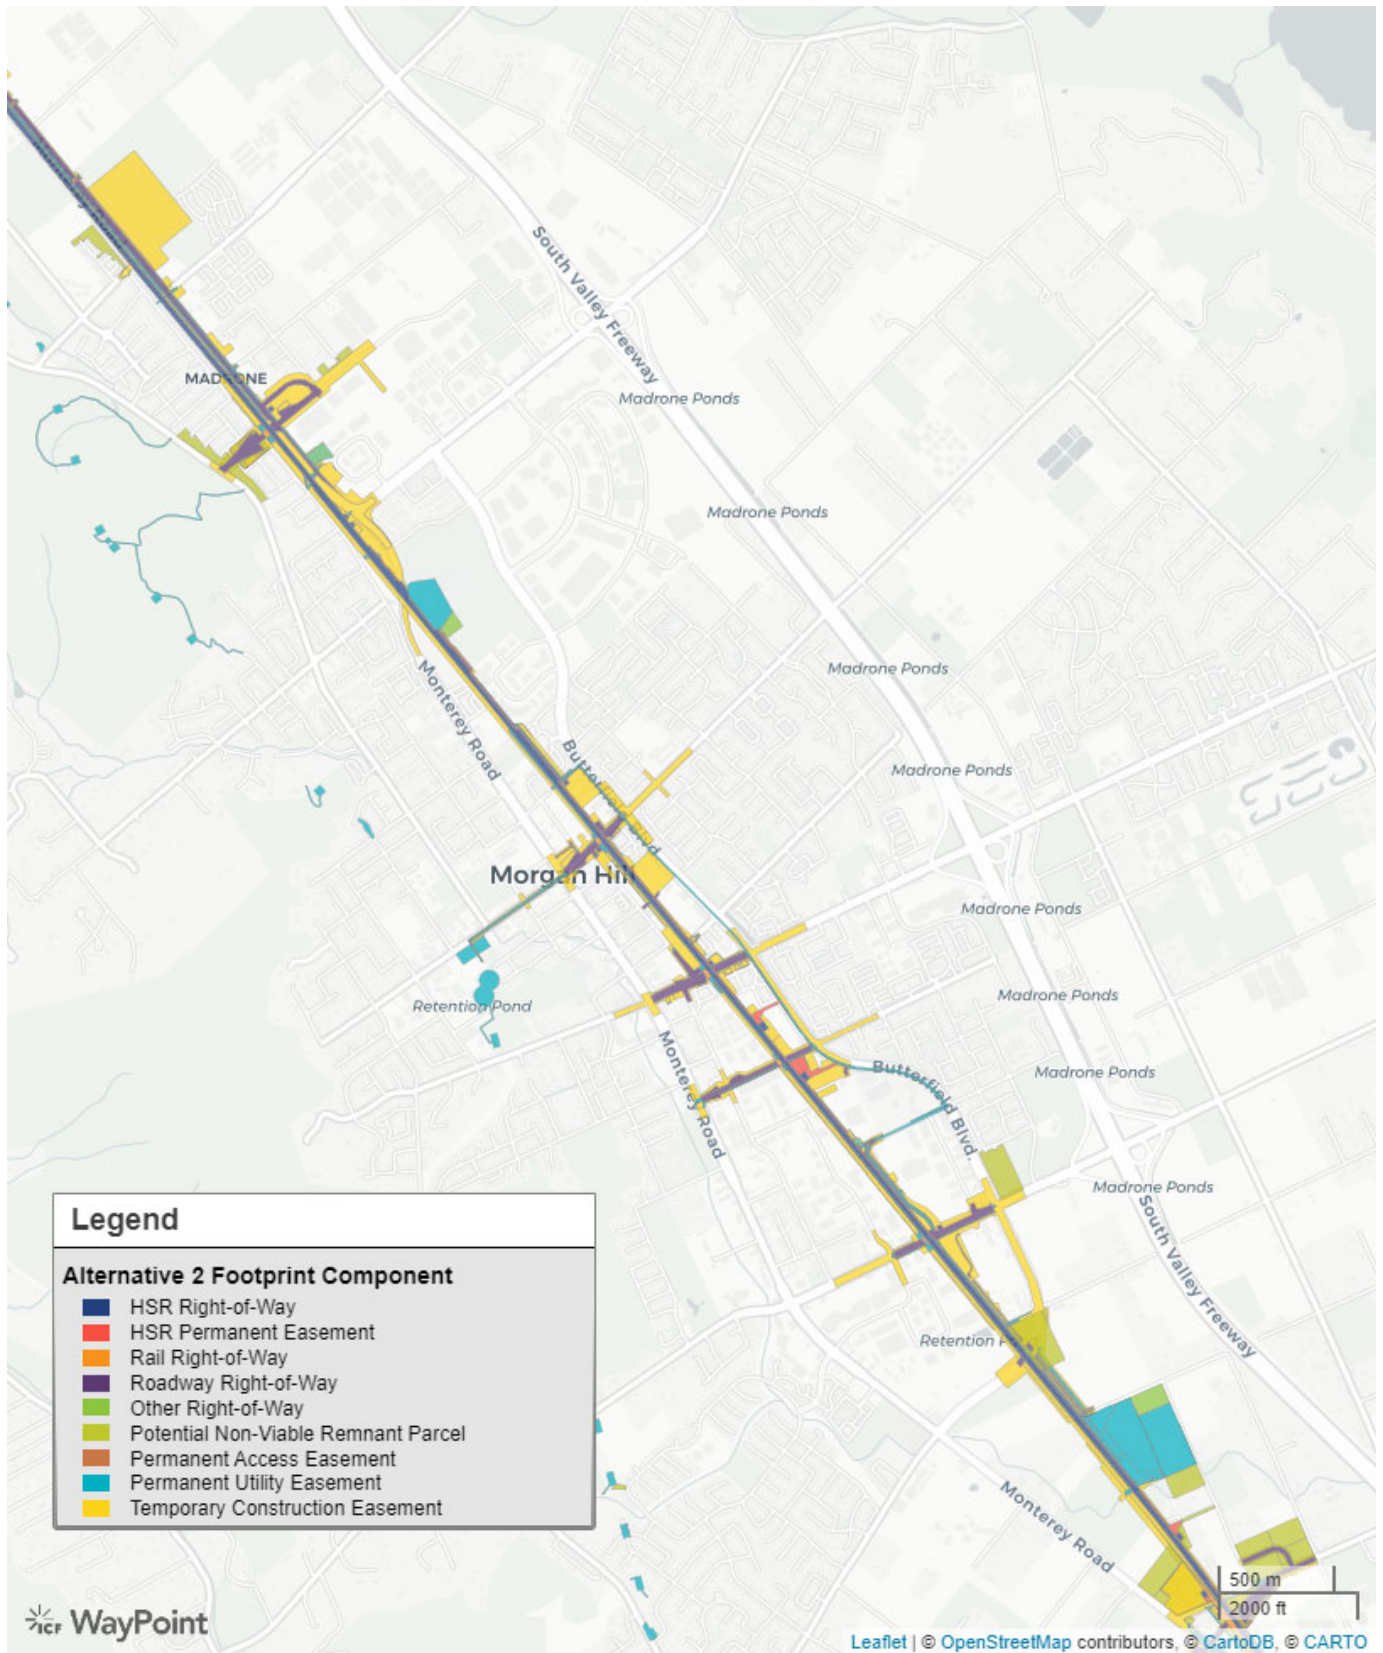 South Valley Freeway
MADRONE
Madrone Ponds
Madrone Ponds
Madrone Ponds
Monterey Road
Madrone Ponds
Butterfield Blvd.
Morgan Hill
Madrone Ponds
Madrone Ponds
Retention Pond
Monterey Road
Madrone Ponds
Butterfield Blvd.
Madrone Ponds
South Valley Freeway
Retention
Monterey Road
Legend
Alternative 2 Footprint Component
HSR Right-of-Way
HSR Permanent Easement
Rail Right-of-Way
Roadway Right-of-Way
Other Right-of-Way
Potential Non-Viable Remnant Parcel
Permanent Access Easement
Permanent Utility Easement
Temporary Construction Easement
500 m
2000 ft
ICF WayPoint
Leaflet | © OpenStreetMap contributors, © CartoDB, © CARTO